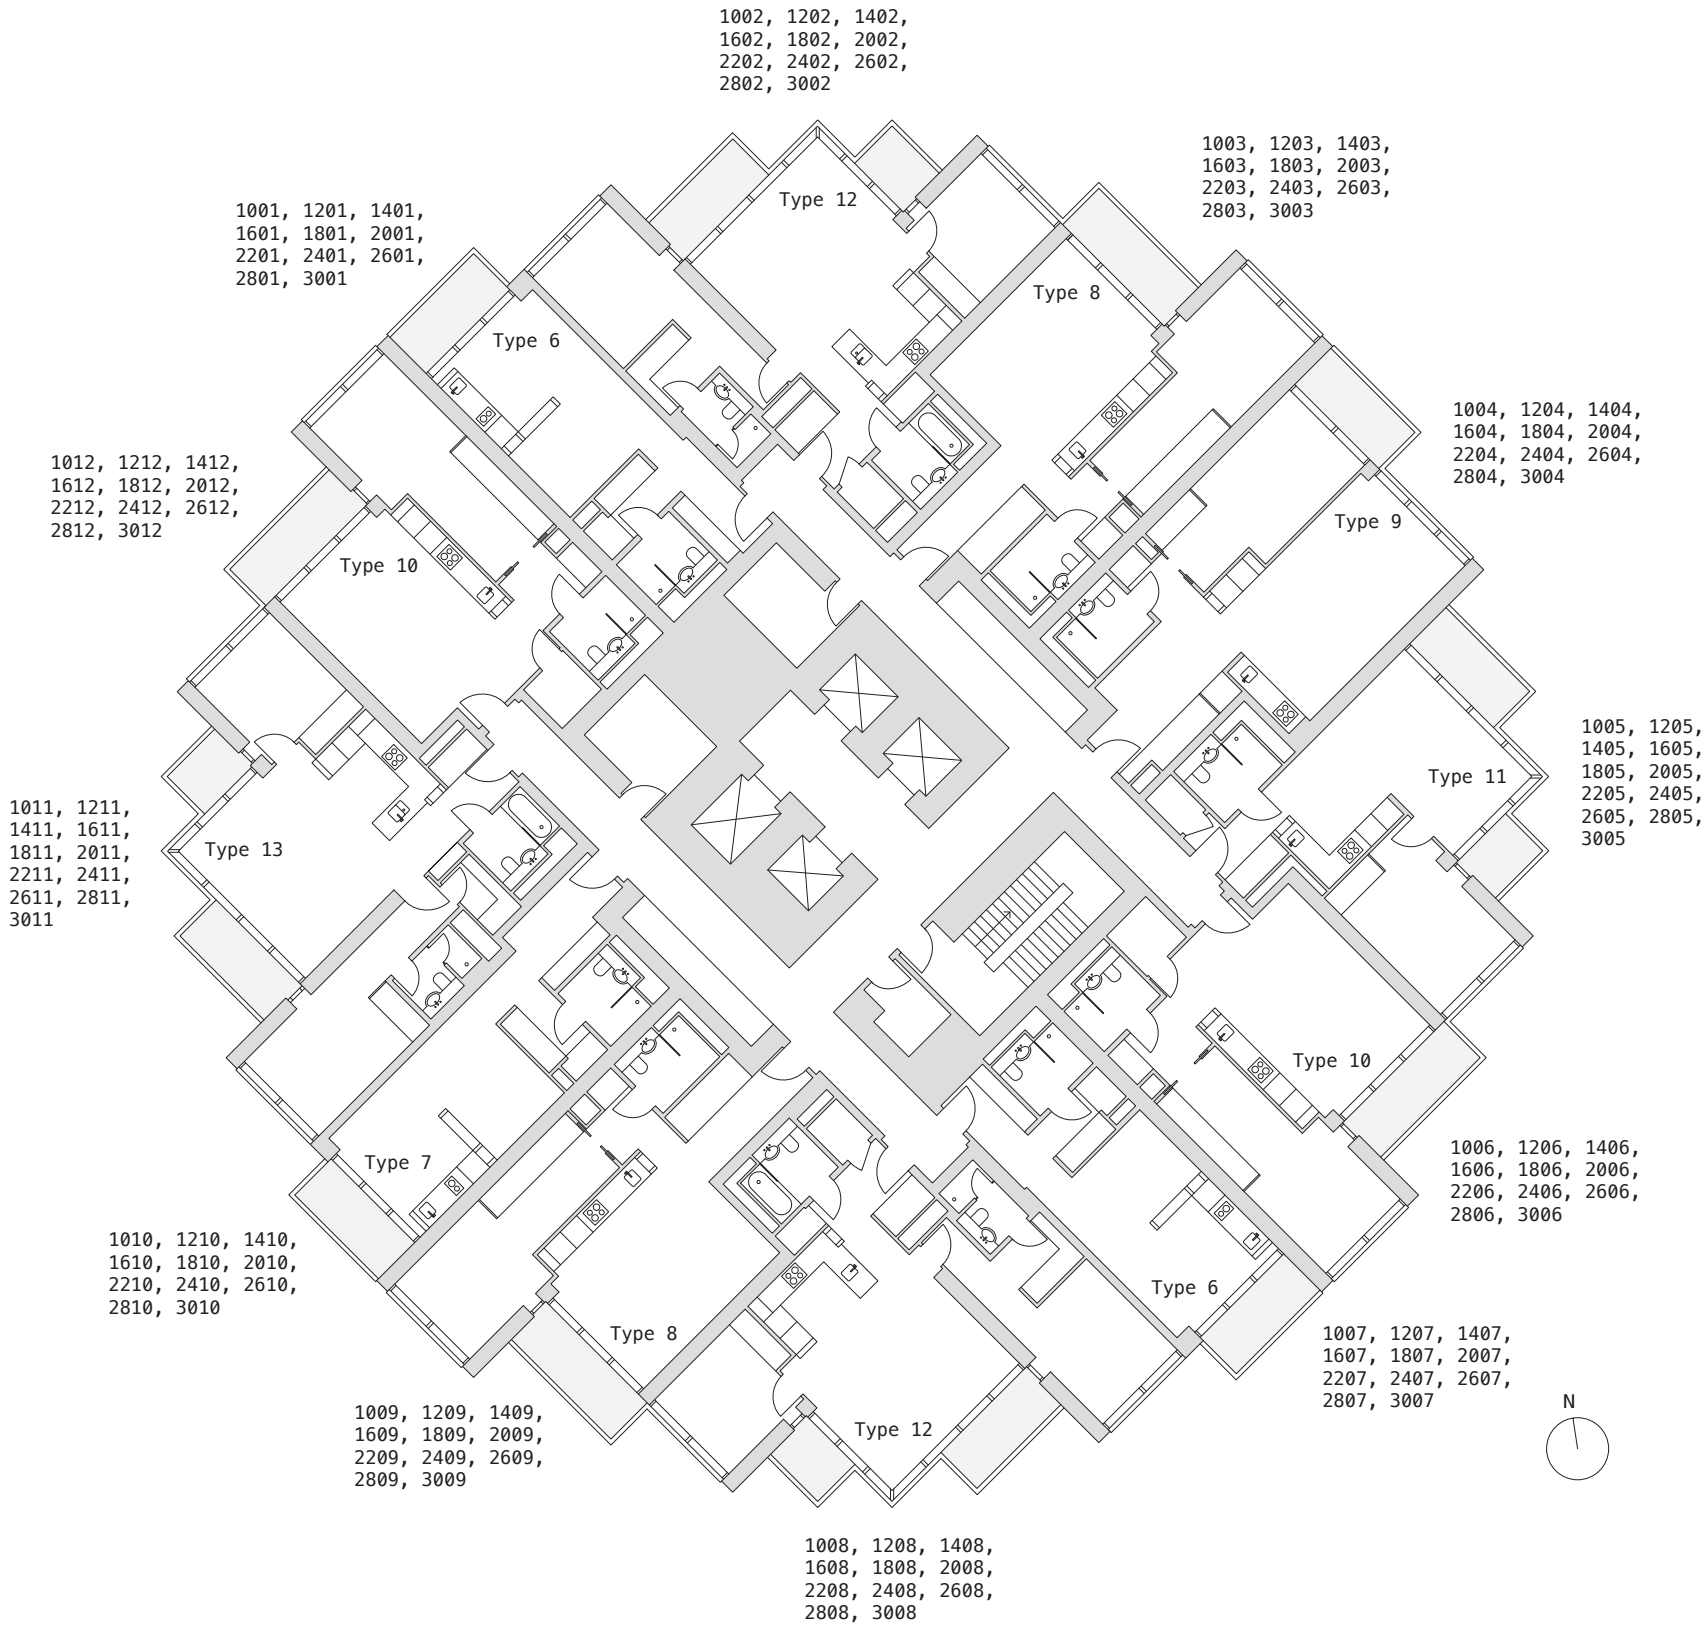 1002, 1202, 1402,
1602, 1802, 2002,
2202, 2402, 2602,
2802, 3002
1003, 1203, 1403,
1603, 1803, 2003,
2203, 2403, 2603,
2803, 3003
Type 12
1001, 1201, 1401,
1601, 1801, 2001,
2201, 2401, 2601,
2801, 3001
Type 8
Type 6
1004, 1204, 1404,
1604, 1804, 2004,
2204, 2404, 2604,
2804, 3004
1012, 1212, 1412,
1612, 1812, 2012,
2212, 2412, 2612,
2812, 3012
Type 9
Type 10
1005, 1205,
1405, 1605,
1805, 2005,
2205, 2405,
2605, 2805,
3005
Type 11
1011, 1211,
1411, 1611,
1811, 2011,
2211, 2411,
2611, 2811,
3011
Type 13
Type 10
1006, 1206, 1406,
1606, 1806, 2006,
2206, 2406, 2606,
2806, 3006
Type 7
1010, 1210, 1410,
1610, 1810, 2010,
2210, 2410, 2610,
2810, 3010
Type 6
Type 8
1007, 1207, 1407,
1607, 1807, 2007,
2207, 2407, 2607,
2807, 3007
N
1009, 1209, 1409,
1609, 1809, 2009,
2209, 2409, 2609,
2809, 3009
Type 12
1008, 1208, 1408,
1608, 1808, 2008,
2208, 2408, 2608,
2808, 3008